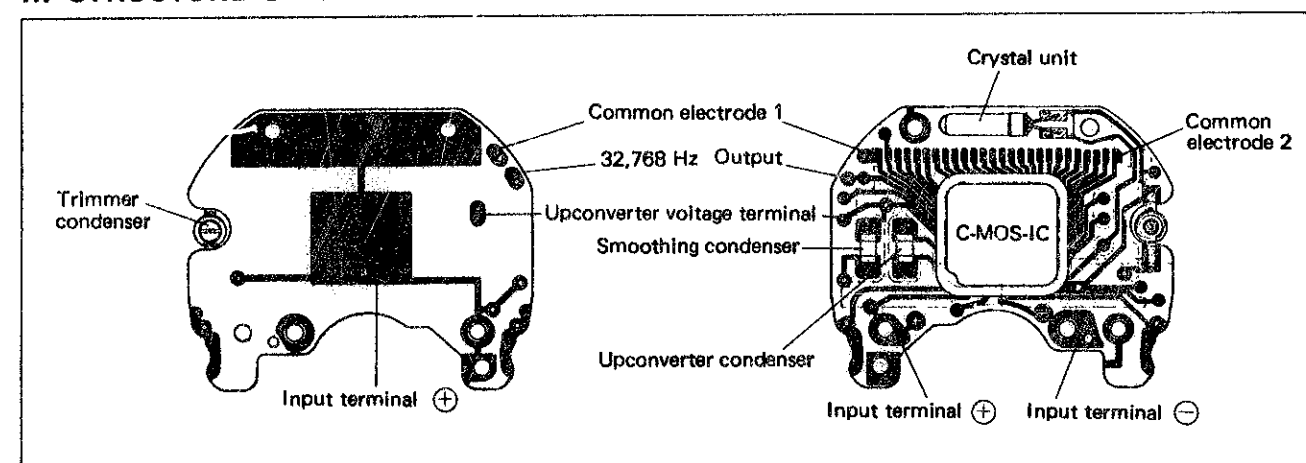 Crystal unit
Common electrode 1
Common
electrode 2
32,768 Hz Output
Trimmer
condenser
Upconverter voltage terminal
Smoothing condenser
C-MOS-IC
Upconverter condenser
Input terminal ⊕
Input terminal ⊕
Input terminal ⊖